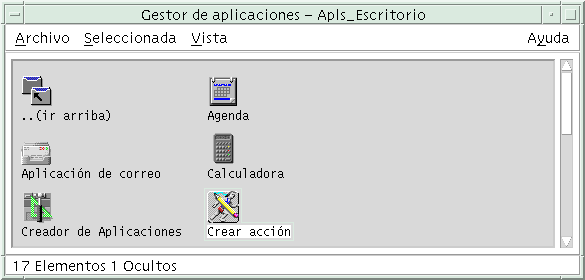 Gestor de aplicaciones – Apls_Escritorio
Archivo Seleccionada Vista Ayuda
..(ir arriba) Agenda
Aplicación de correo Calculadora
Creador de Aplicaciones Crear acción
17 Elementos 1 Ocultos